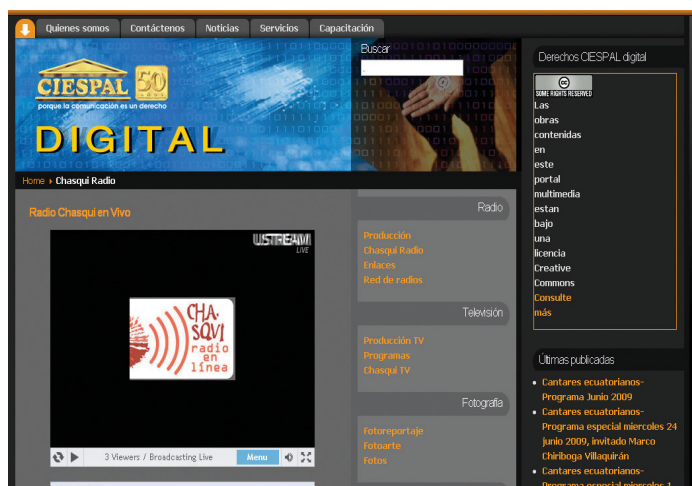 Quienes somos Contáctenos Noticias Servicios Capacitación
CIESPAL 50
porque la comunicación es un derecho
DIGITAL
Buscar
Home Chasqui Radio
Radio Chasqui en Vivo
USTREAM
LIVE
CHA-
SQVI
radio
en
línea
3 Viewers / Broadcasting Live Menu
Radio
Producción
Chasqui Radio
Enlaces
Red de radios
Televisión
Producción TV
Programas
Chasqui TV
Fotografía
Fotoreportaje
Fotoarte
Fotos
Derechos CIESPAL digital
cc
SOME RIGHTS RESERVED
Las
obras
contenidas
en
este
portal
multimedia
estan
bajo
una
licencia
Creative
Commons
Consulte
más
Últimas publicadas
Cantares ecuatorianos-
Programa Junio 2009
Cantares ecuatorianos-
Programa especial miercoles 24
junio 2009, invitado Marco
Chiriboga Villaquirán
Cantares ecuatorianos-
Programa especial miercoles 1